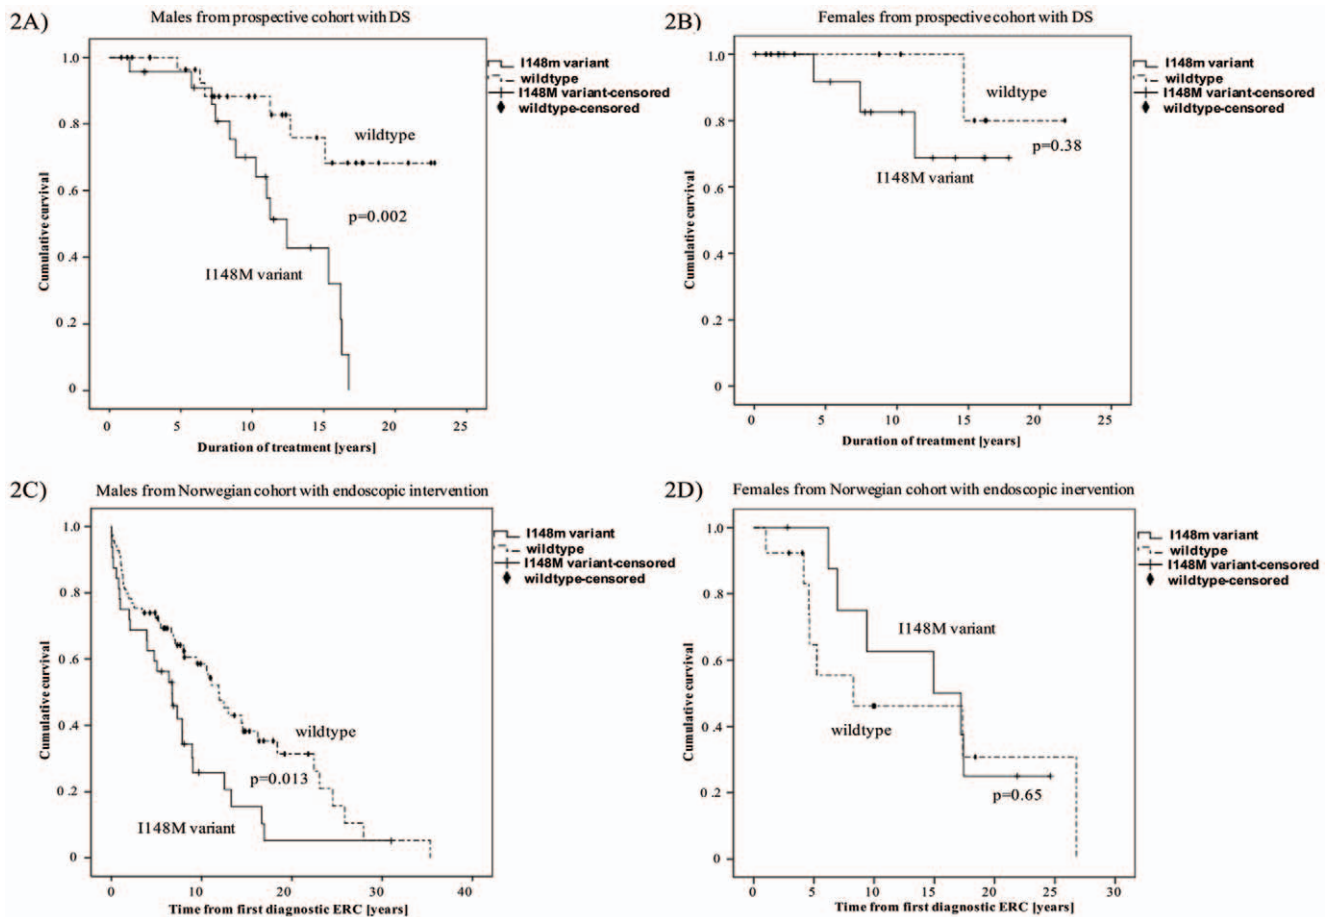 2A)
Males from prospective cohort with DS
I148m variant
wildtype
I148M variant-censored
wildtype-censored
Cumulative curvival
1.0
0.8
0.6
0.4
0.2
0
wildtype
p=0.002
I148M variant
0
5
10
15
20
25
Duration of treatment [years]
2B)
Females from prospective cohort with DS
I148m variant
wildtype
I148M variant-censored
wildtype-censored
Cumulative curvival
1.0
0.8
0.6
0.4
0.2
0
wildtype
p=0.38
I148M variant
0
5
10
15
20
25
Duration of treatment [years]
2C)
Males from Norwegian cohort with endoscopic intervention
I148m variant
wildtype
I148M variant-censored
wildtype-censored
Cumulative curvival
1.0
0.8
0.6
0.4
0.2
0
wildtype
p=0.013
I148M variant
0
10
20
30
40
Time from first diagnostic ERC [years]
2D)
Females from Norwegian cohort with endoscopic inervention
I148m variant
wildtype
I148M variant-censored
wildtype-censored
Cumulative curvival
1.0
0.8
0.6
0.4
0.2
0
I148M variant
wildtype
p=0.65
0
5
10
15
20
25
30
Time from first diagnostic ERC [years]